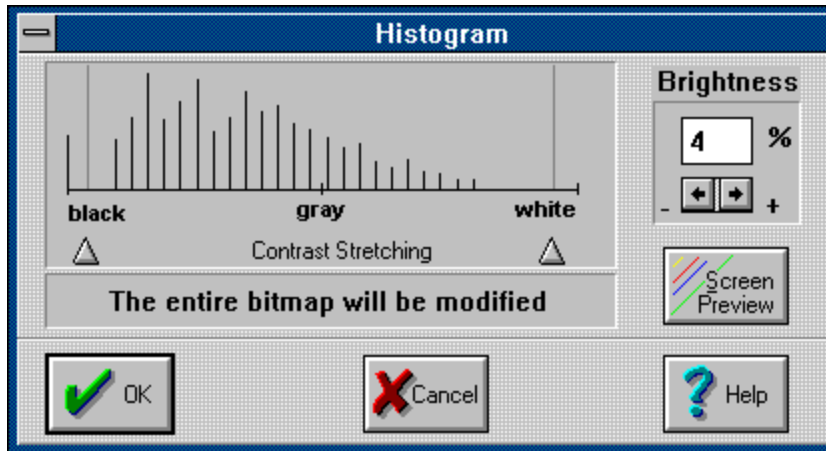 Histogram
Brightness
4 %
- +
black gray white
Contrast Stretching
The entire bitmap will be modified
Screen
Preview
OK
Cancel
Help